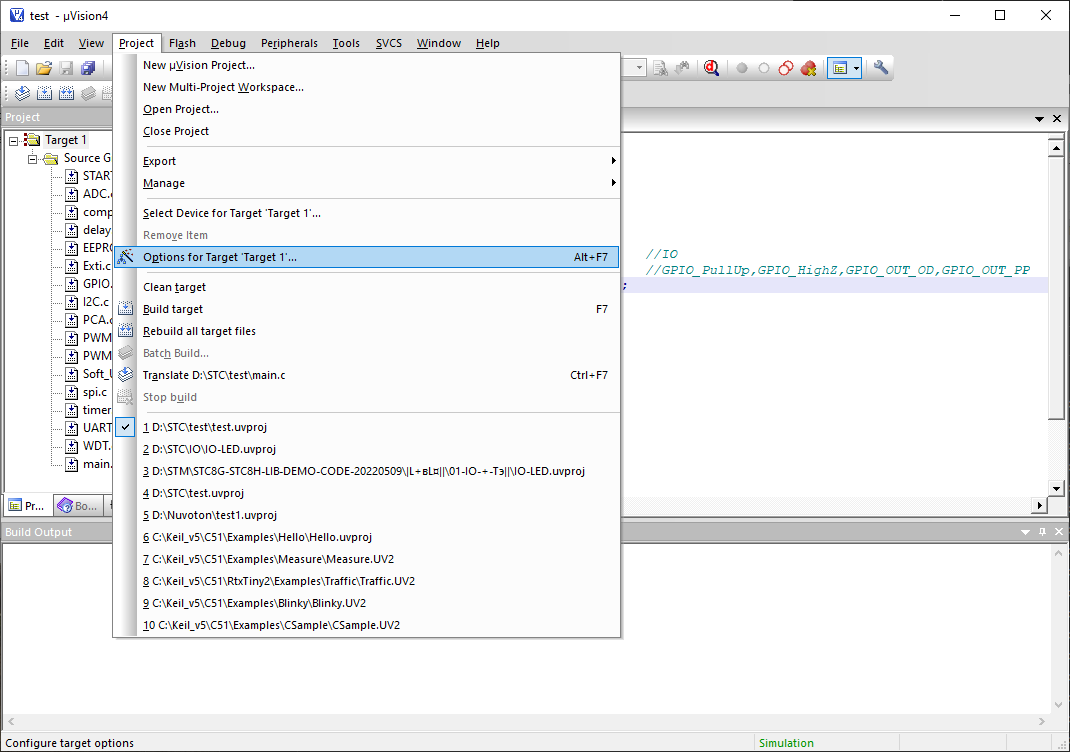 test - µVision4
File Edit View Project Flash Debug Peripherals Tools SVCS Window Help
Project
Target 1
Source G
STAR
ADC.c
comp
delay
EEPRO
Exti.c
GPIO.
I2C.c
PCA.c
PWM
PWM
Soft_U
spi.c
timer
UART
WDT.
main.
Pr... Bo...
New µVision Project...
New Multi-Project Workspace...
Open Project...
Close Project
Export
Manage
Select Device for Target 'Target 1'...
Remove Item
Options for Target 'Target 1'... Alt+F7
Clean target
Build target F7
Rebuild all target files
Batch Build...
Translate D:\STC\test\main.c Ctrl+F7
Stop build
1 D:\STC\test\test.uvproj
2 D:\STC\IO\IO-LED.uvproj
3 D:\STM\STC8G-STC8H-LIB-DEMO-CODE-20220509\|L+вL¤||\01-IO-+-Тэ||\IO-LED.uvproj
4 D:\STC\test.uvproj
5 D:\Nuvoton\test1.uvproj
6 C:\Keil_v5\C51\Examples\Hello\Hello.uvproj
7 C:\Keil_v5\C51\Examples\Measure\Measure.UV2
8 C:\Keil_v5\C51\RtxTiny2\Examples\Traffic\Traffic.UV2
9 C:\Keil_v5\C51\Examples\Blinky\Blinky.UV2
10 C:\Keil_v5\C51\Examples\CSample\CSample.UV2
//IO
//GPIO_PullUp,GPIO_HighZ,GPIO_OUT_OD,GPIO_OUT_PP
;
Build Output
Configure target options
Simulation